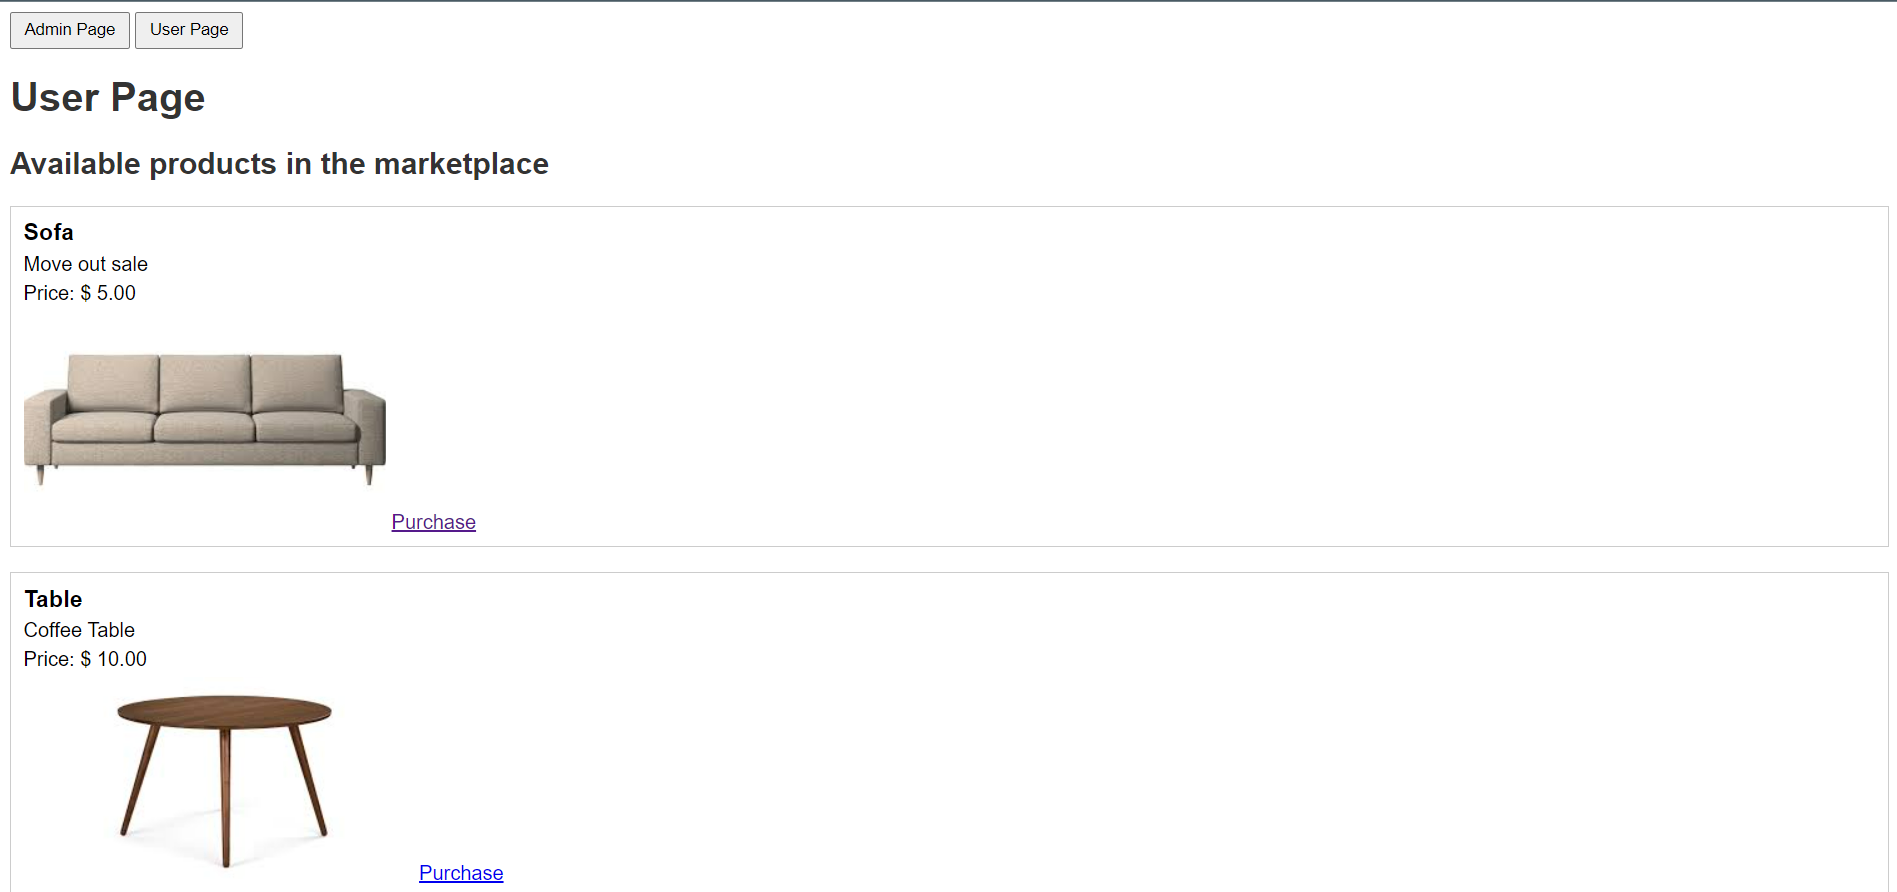 Admin Page User Page
User Page
Available products in the marketplace
Sofa
Move out sale
Price: $ 5.00
Purchase
Table
Coffee Table
Price: $ 10.00
Purchase